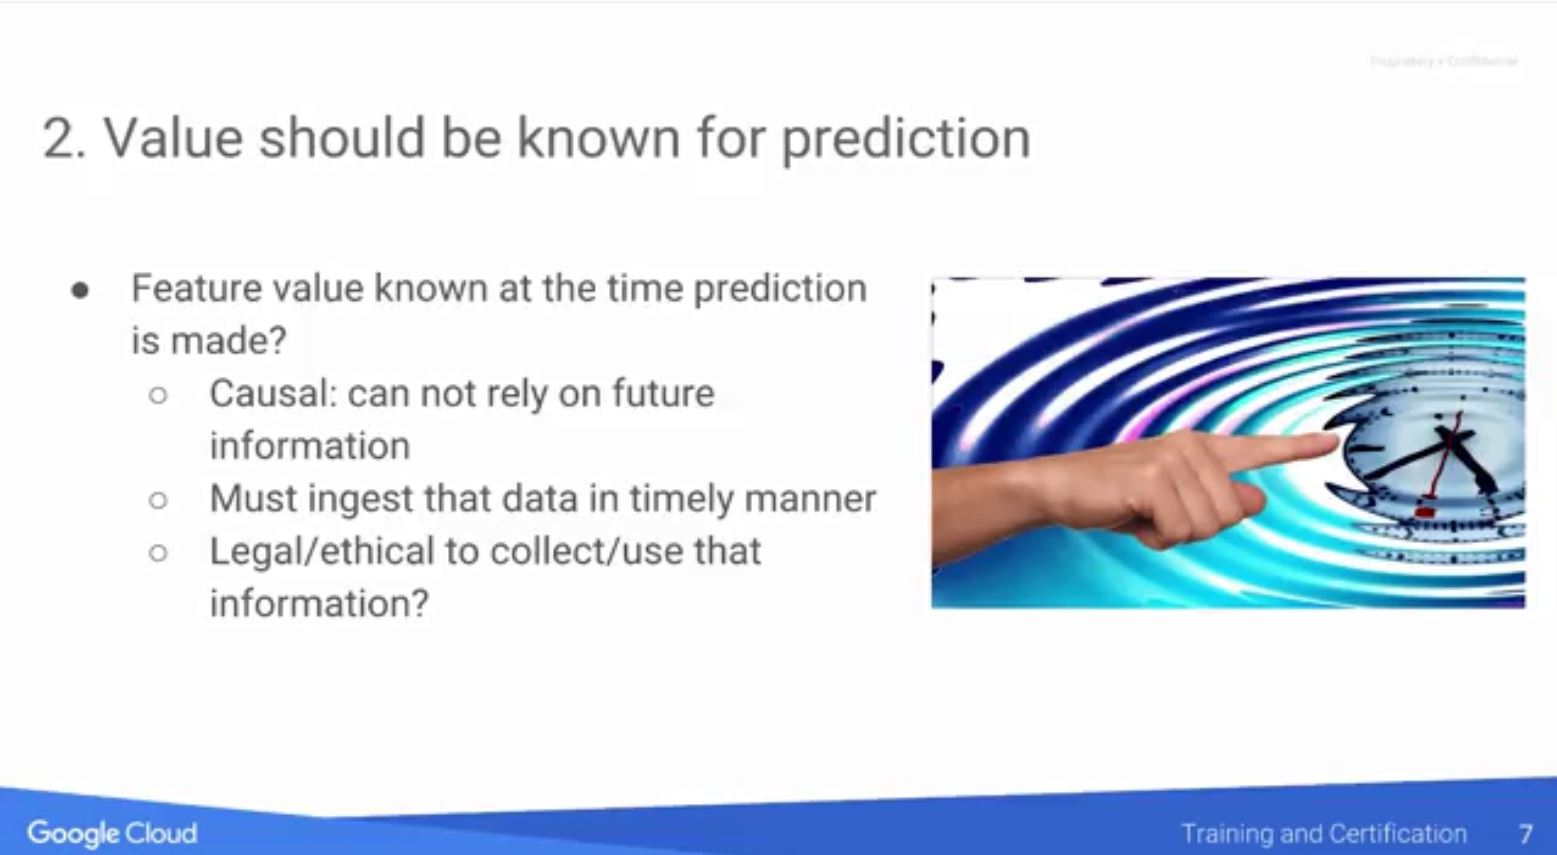 Proprietary + Confidential
2. Value should be known for prediction
● Feature value known at the time prediction
is made?
○ Causal: can not rely on future
information
○ Must ingest that data in timely manner
○ Legal/ethical to collect/use that
information?
Google Cloud
Training and Certification 7